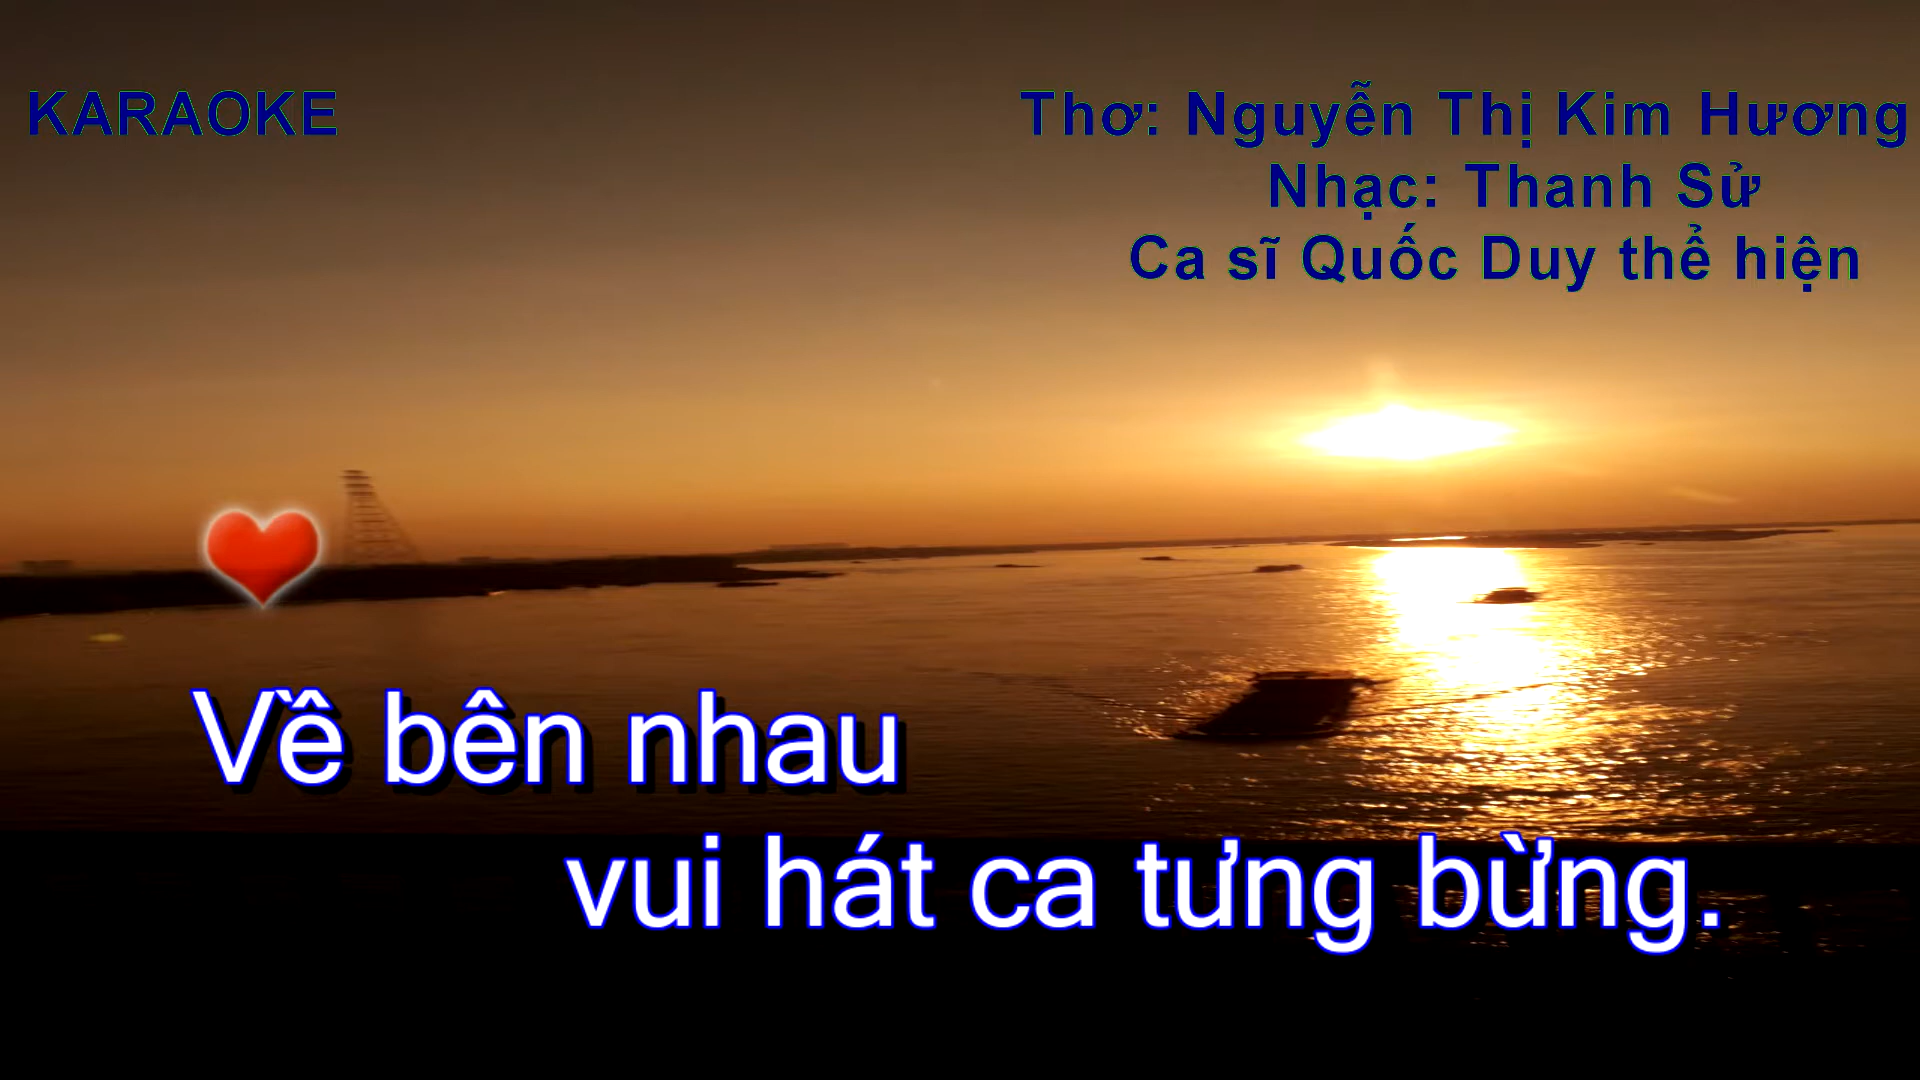 KARAOKE
Thơ: Nguyễn Thị Kim Hương
Nhạc: Thanh Sử
Ca sĩ Quốc Duy thể hiện
Về bên nhau
vui hát ca tưng bừng.